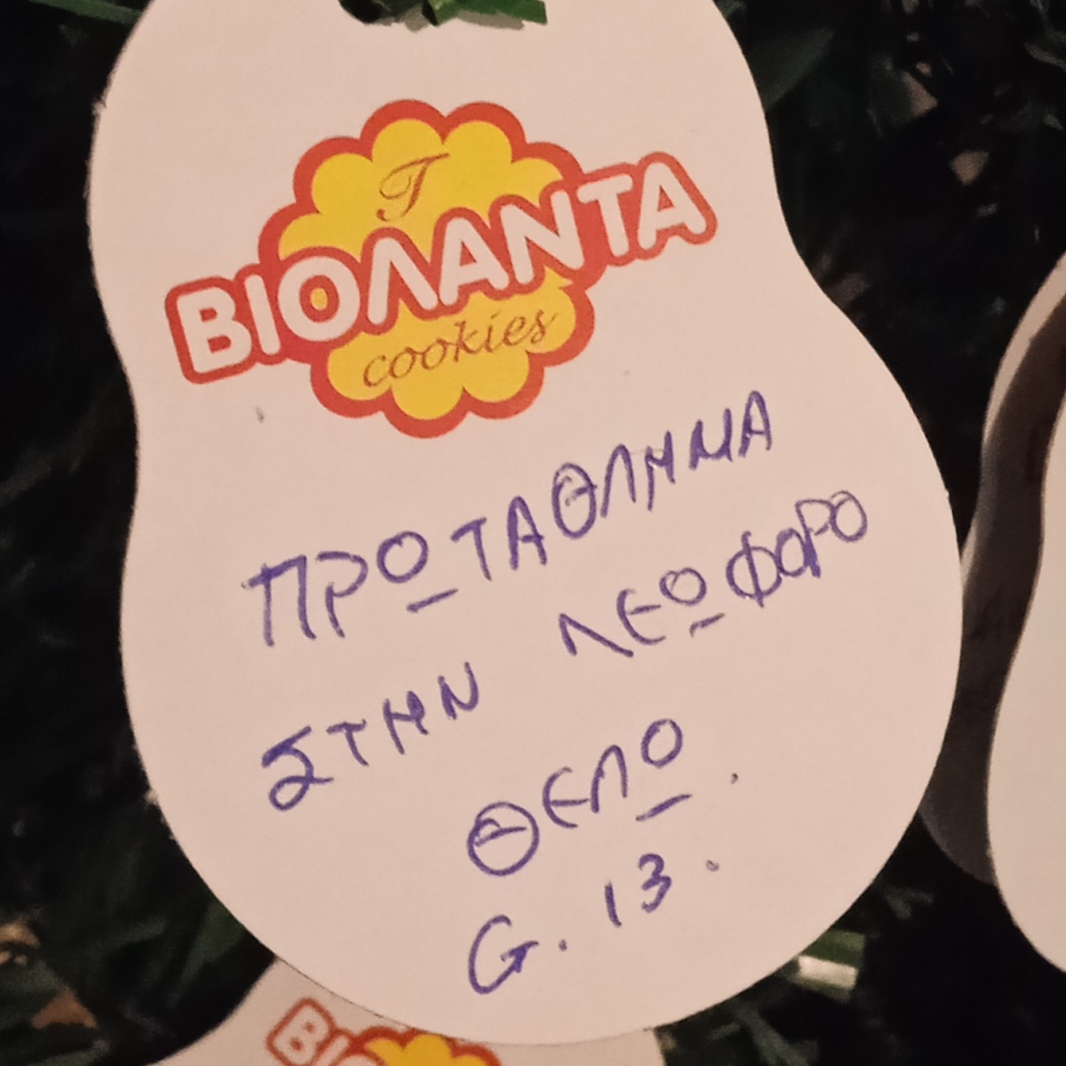 ΒΙΟΛΑΝΤΑ
cookies
ΠΡΩΤΑΘΛΗΜΑ
ΣΤΗΝ ΛΕΩΦΟΡΟ
ΘΕΛΩ.
G. 13.